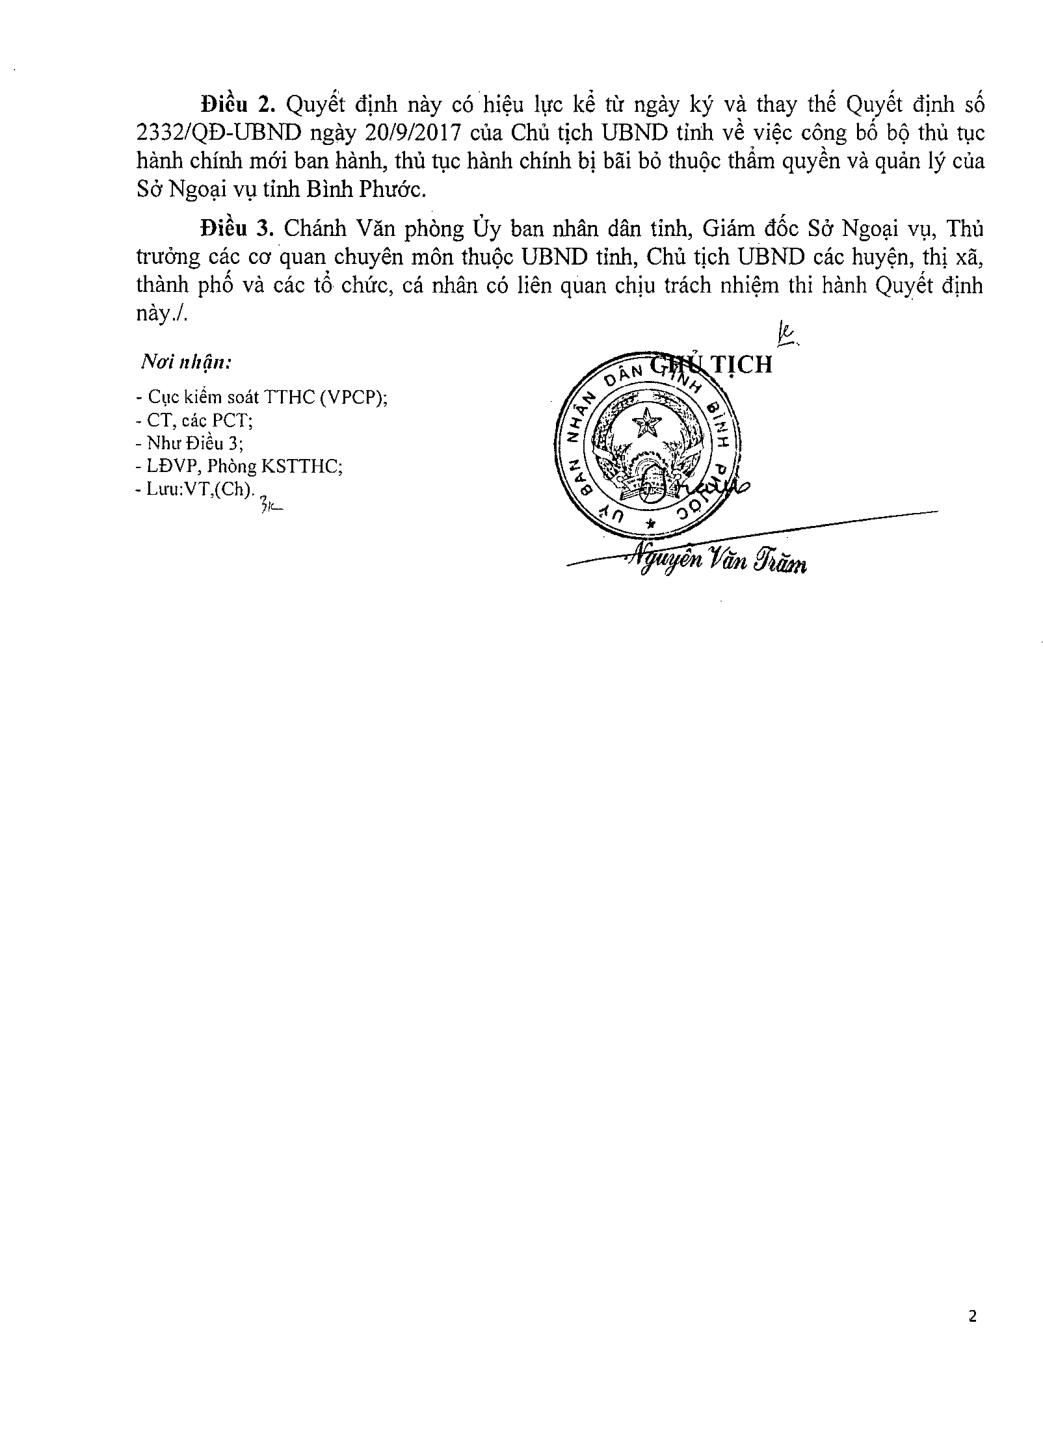 Điều 2. Quyết định này có hiệu lực kể từ ngày ký và thay thế Quyết định số
2332/QĐ-UBND ngày 20/9/2017 của Chủ tịch UBND tỉnh về việc công bố bộ thủ tục
hành chính mới ban hành, thủ tục hành chính bị bãi bỏ thuộc thẩm quyền và quản lý của
Sở Ngoại vụ tỉnh Bình Phước.
Điều 3. Chánh Văn phòng Ủy ban nhân dân tỉnh, Giám đốc Sở Ngoại vụ, Thủ
trưởng các cơ quan chuyên môn thuộc UBND tỉnh, Chủ tịch UBND các huyện, thị xã,
thành phố và các tổ chức, cá nhân có liên quan chịu trách nhiệm thi hành Quyết định
này./.
Nơi nhận:
- Cục kiểm soát TTHC (VPCP);
- CT, các PCT;
- Như Điều 3;
- LĐVP, Phòng KSTTHC;
- Lưu:VT,(Ch).
CHỦ TỊCH
UỶ BAN NHÂN DÂN TỈNH BÌNH PHƯỚC
Nguyễn Văn Trăm
2